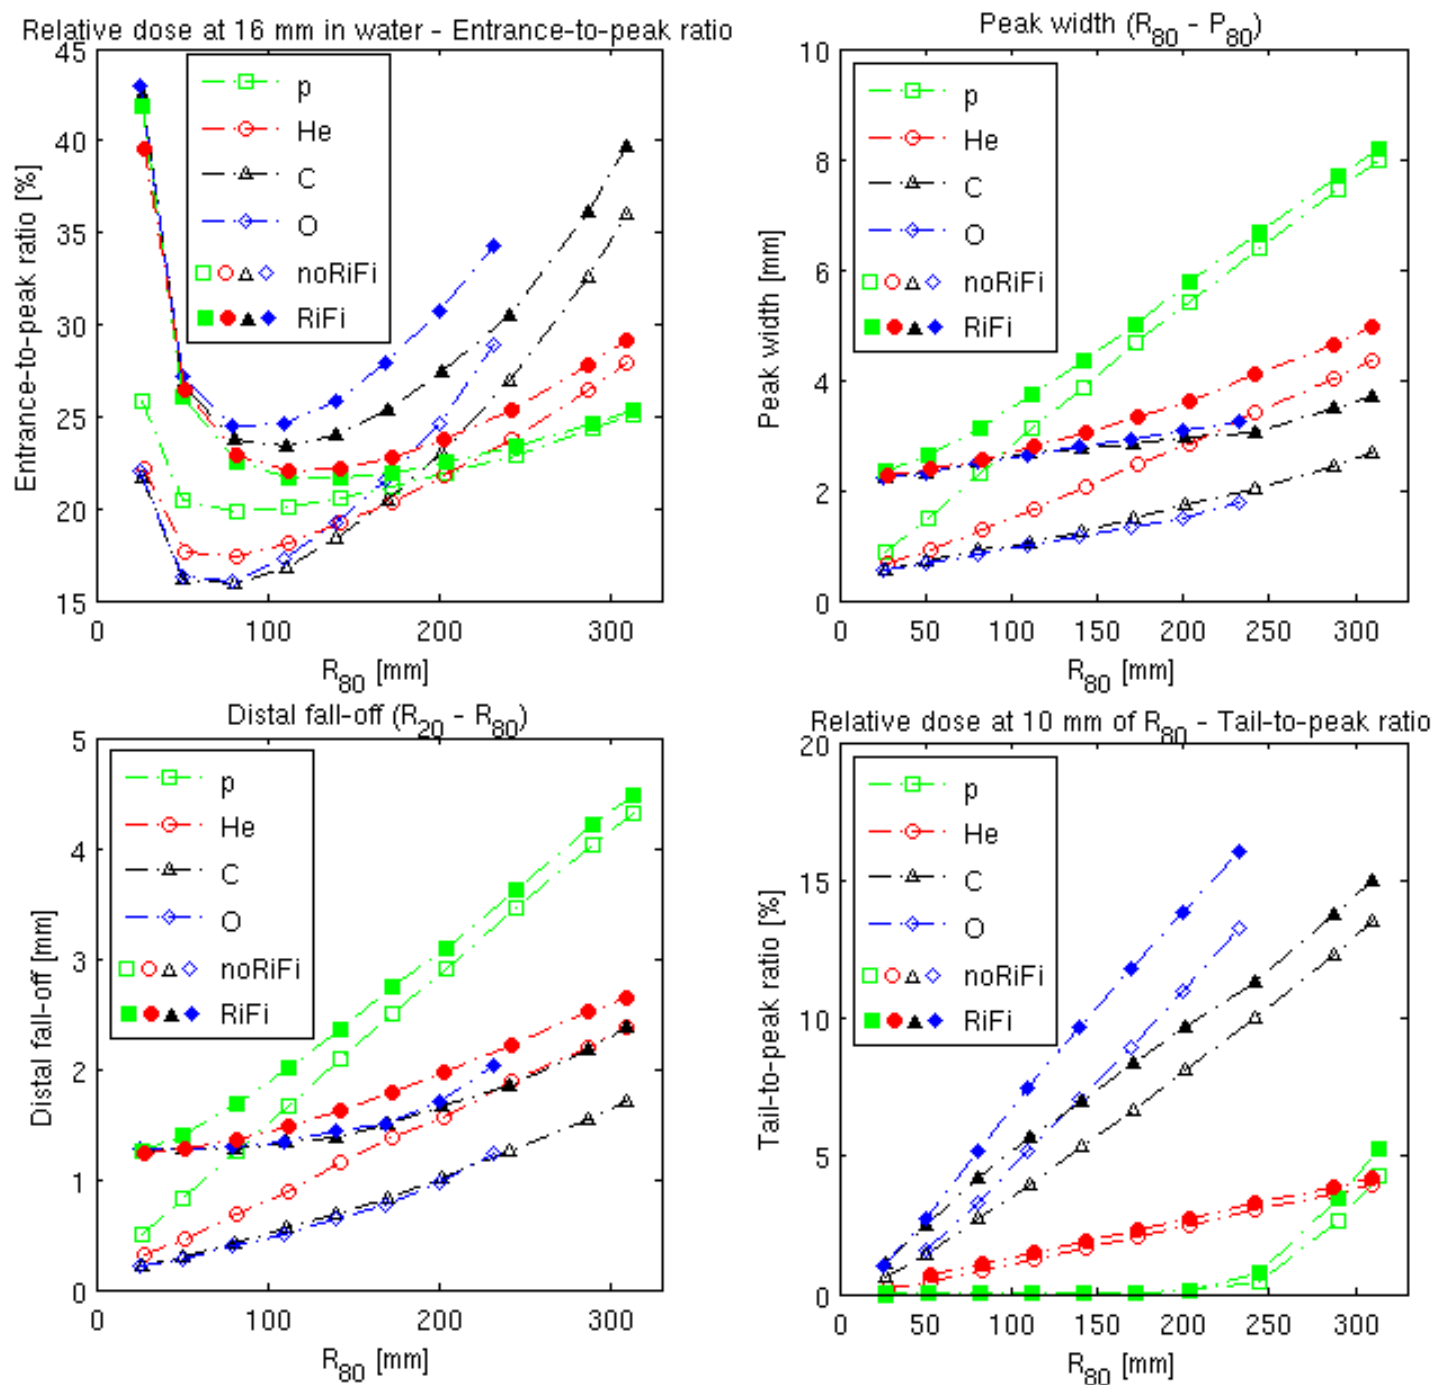 Relative dose at 16 mm in water - Entrance-to-peak ratio
45
40
35
30
25
20
15
Entrance-to-peak ratio [%]
p
He
C
O
noRiFi
RiFi
0
100
200
300
R80 [mm]
Peak width (R80 - P80)
10
8
6
4
2
0
Peak width [mm]
p
He
C
O
noRiFi
RiFi
0
50
100
150
200
250
300
R80 [mm]
Distal fall-off (R20 - R80)
5
4
3
2
1
0
Distal fall-off [mm]
p
He
C
O
noRiFi
RiFi
0
100
200
300
R80 [mm]
Relative dose at 10 mm of R80 - Tail-to-peak ratio
20
15
10
5
0
Tail-to-peak ratio [%]
p
He
C
O
noRiFi
RiFi
0
50
100
150
200
250
300
R80 [mm]